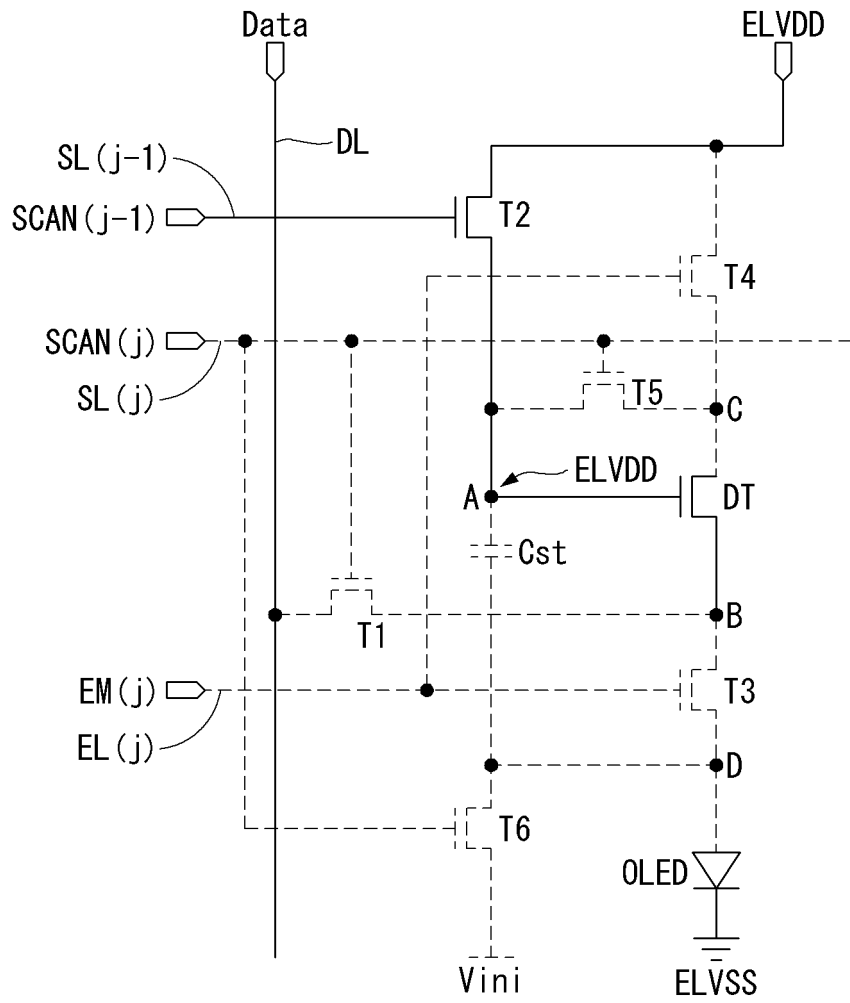 Data
ELVDD
DL
SL(j-1)
SCAN(j-1)
T2
T4
SCAN(j)
SL(j)
T5
C
ELVDD
A
DT
Cst
B
T1
EM(j)
T3
EL(j)
D
T6
OLED
Vini
ELVSS